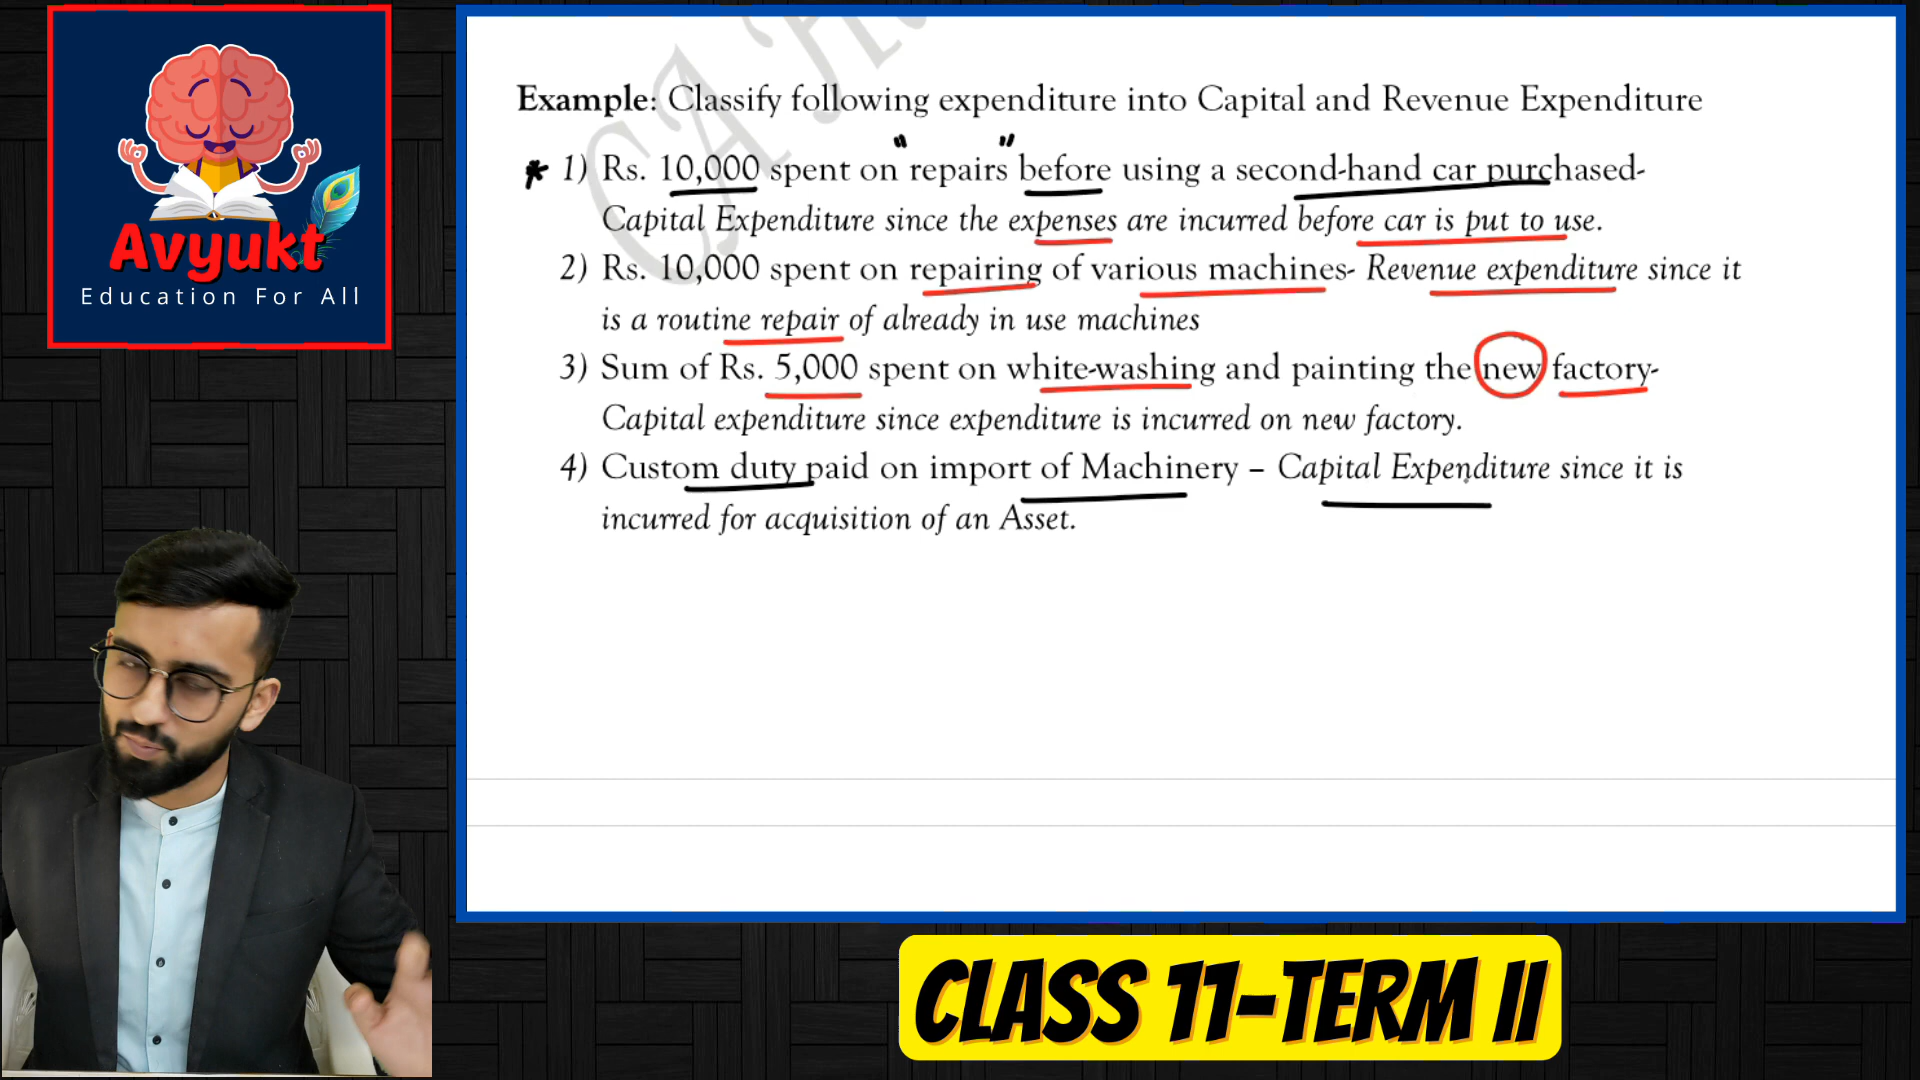 Avyukt
Education For All
CA
Example: Classify following expenditure into Capital and Revenue Expenditure
* 1) Rs. 10,000 spent on "repairs" before using a second-hand car purchased-
Capital Expenditure since the expenses are incurred before car is put to use.
2) Rs. 10,000 spent on repairing of various machines- Revenue expenditure since it
is a routine repair of already in use machines
3) Sum of Rs. 5,000 spent on white-washing and painting the new factory-
Capital expenditure since expenditure is incurred on new factory.
4) Custom duty paid on import of Machinery – Capital Expenditure since it is
incurred for acquisition of an Asset.
CLASS 11-TERM II